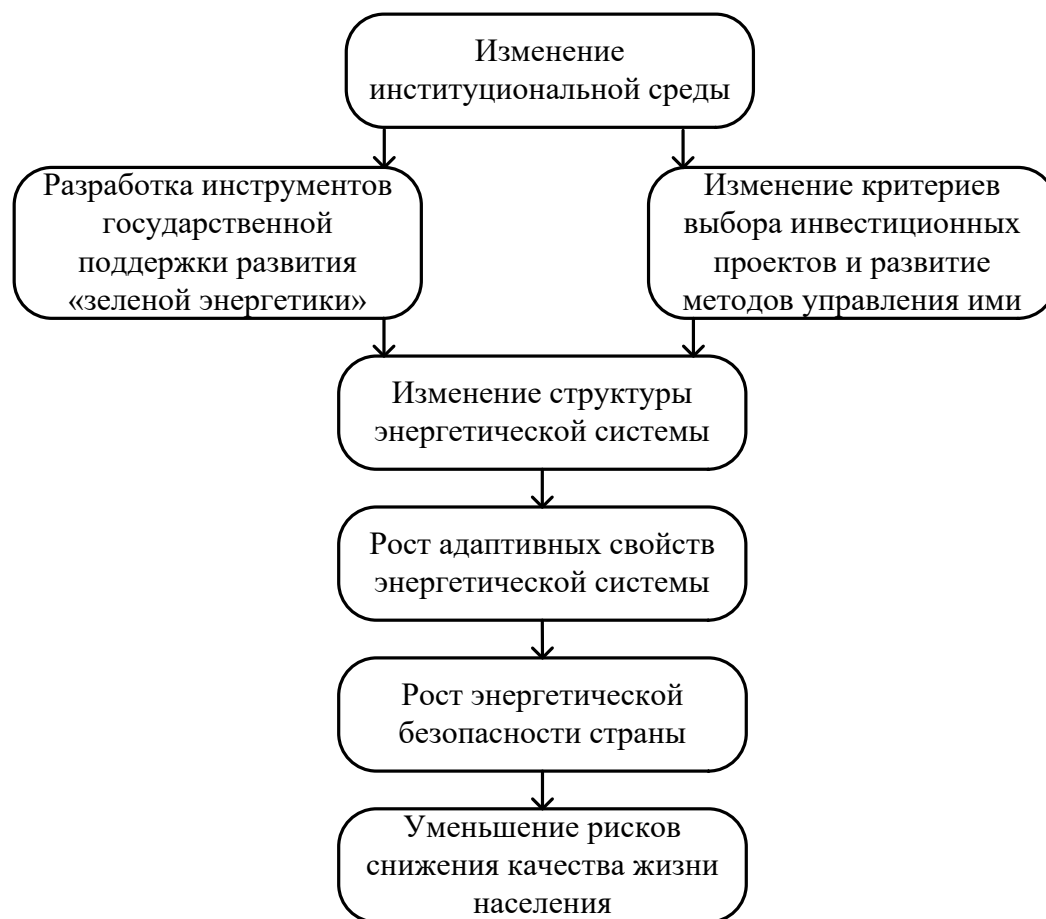 Изменение
институциональной среды
Разработка инструментов
государственной
поддержки развития
«зеленой энергетики»
Изменение критериев
выбора инвестиционных
проектов и развитие
методов управления ими
Изменение структуры
энергетической системы
Рост адаптивных свойств
энергетической системы
Рост энергетической
безопасности страны
Уменьшение рисков
снижения качества жизни
населения